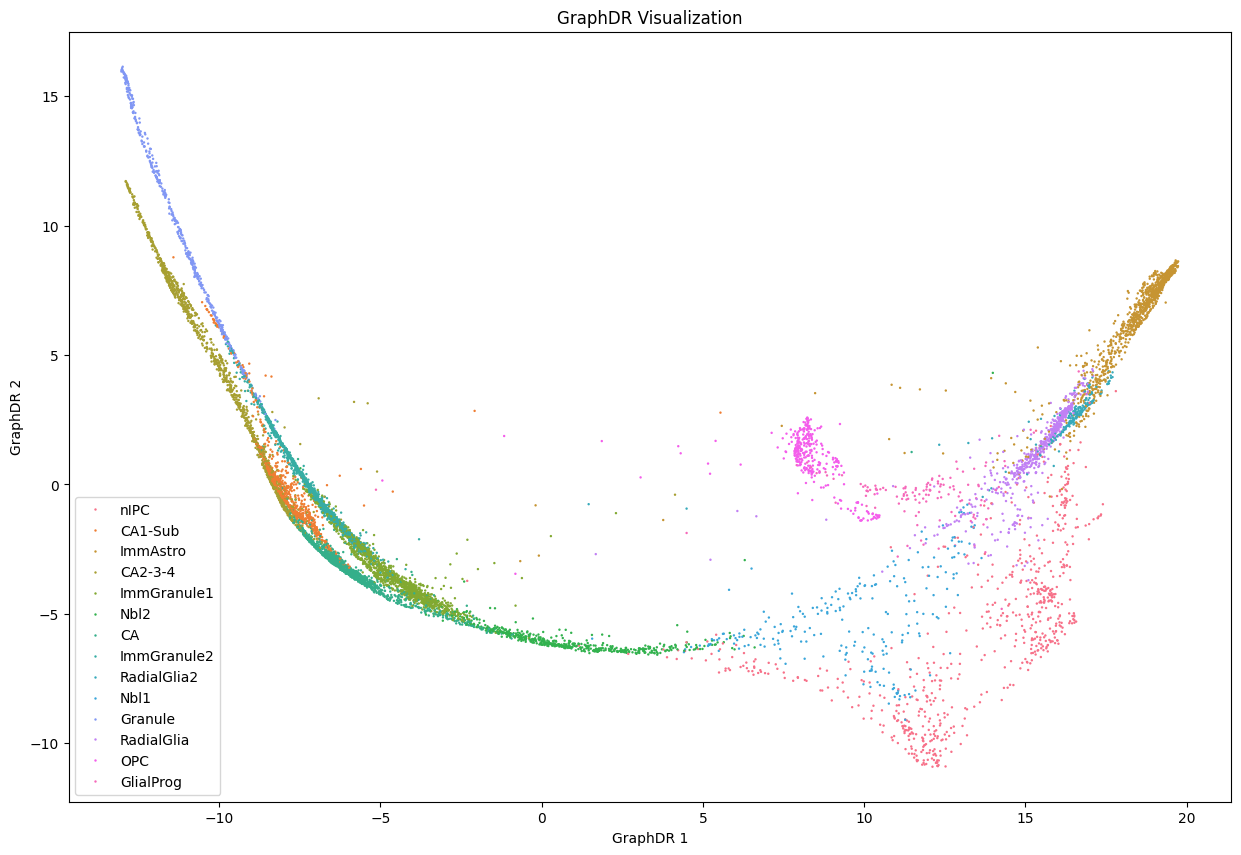 GraphDR Visualization
15
10
5
0
−5
−10
GraphDR 2
nIPC
CA1-Sub
ImmAstro
CA2-3-4
ImmGranule1
Nbl2
CA
ImmGranule2
RadialGlia2
Nbl1
Granule
RadialGlia
OPC
GlialProg
−10 −5 0 5 10 15 20
GraphDR 1